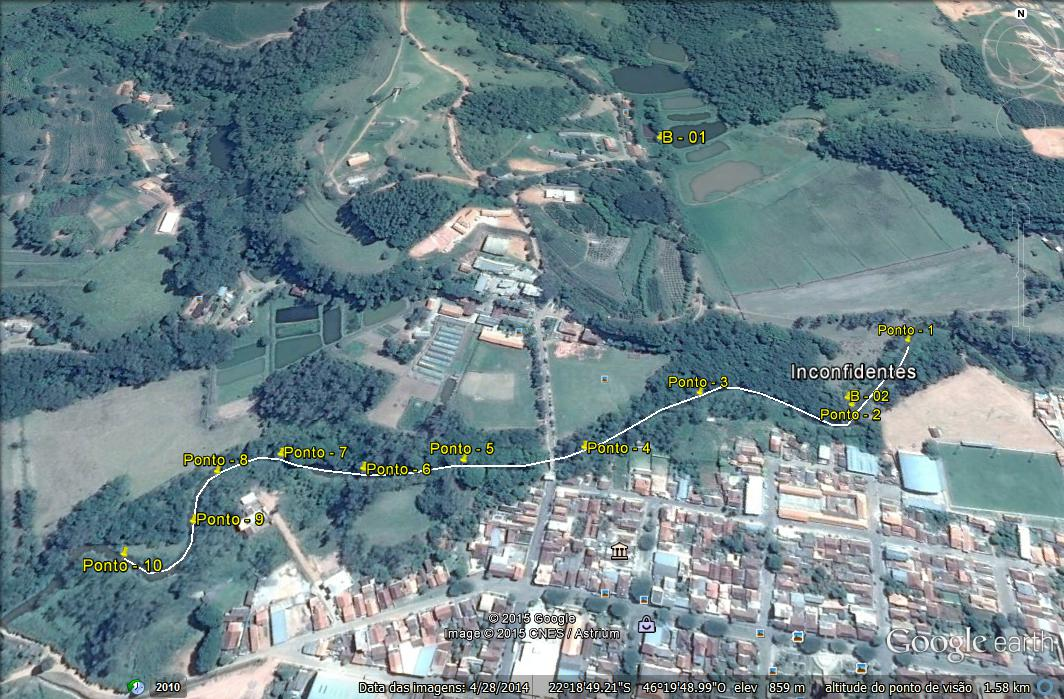 N
B - 01
Ponto - 1
Inconfidentes
Ponto - 3
B - 02
Ponto - 2
Ponto - 5
Ponto - 4
Ponto - 7
Ponto - 8
Ponto - 6
Ponto - 9
Ponto - 10
© 2015 Google
Image © 2015 CNES / Astrium
Google earth
2010
Data das imagens: 4/28/2014 22°18'49.21"S 46°19'48.99"O elev 859 m altitude do ponto de visão 1.58 km